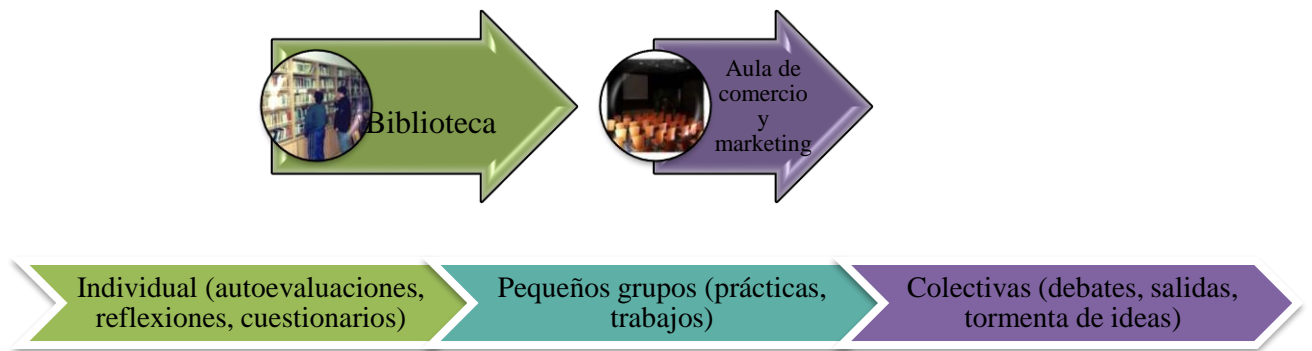 Biblioteca
Aula de
comercio
y
marketing
Individual (autoevaluaciones,
reflexiones, cuestionarios)
Pequeños grupos (prácticas,
trabajos)
Colectivas (debates, salidas,
tormenta de ideas)